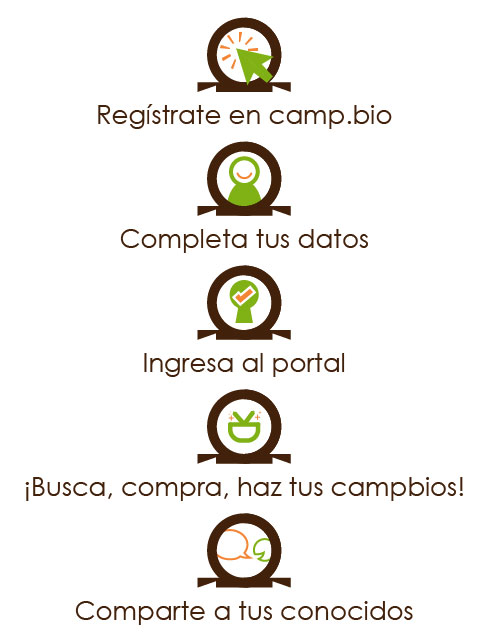 Regístrate en camp.bio
Completa tus datos
Ingresa al portal
¡Busca, compra, haz tus campbios!
Comparte a tus conocidos